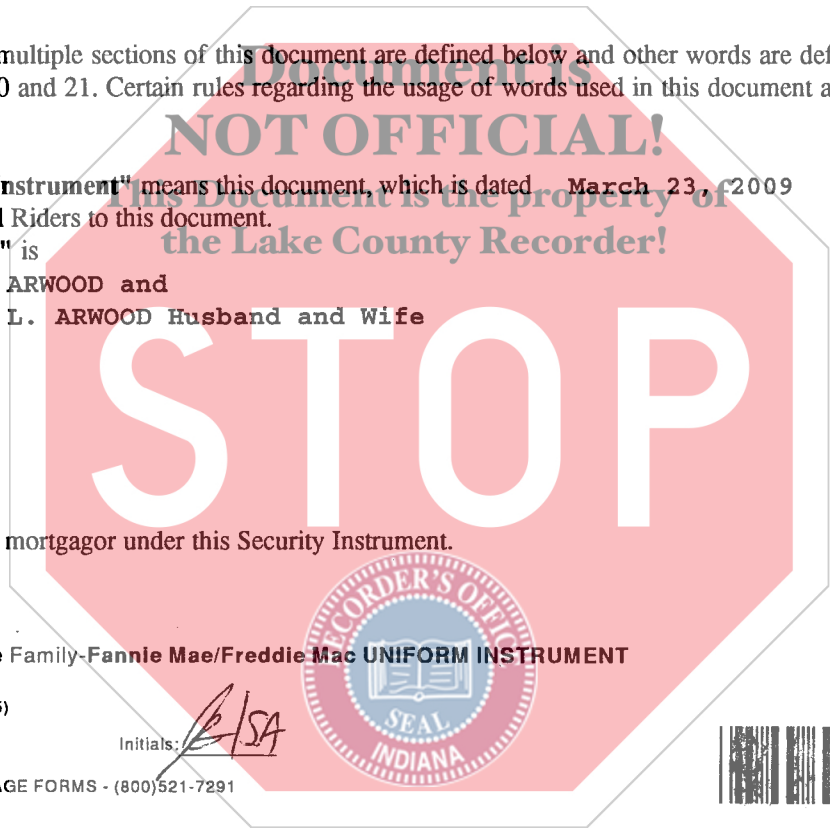 multiple sections of this document are defined below and other words are def
0 and 21. Certain rules regarding the usage of words used in this document a
Document is
NOT OFFICIAL!
This Document is the property of
the Lake County Recorder!
nstrument" means this document, which is dated March 23, 2009
l Riders to this document.
" is
ARWOOD and
L. ARWOOD Husband and Wife
STOP
mortgagor under this Security Instrument.
RECORDER'S OFFICE
SEAL
INDIANA
e Family-Fannie Mae/Freddie Mac UNIFORM INSTRUMENT
5)
Initials: SA
GE FORMS - (800)521-7291